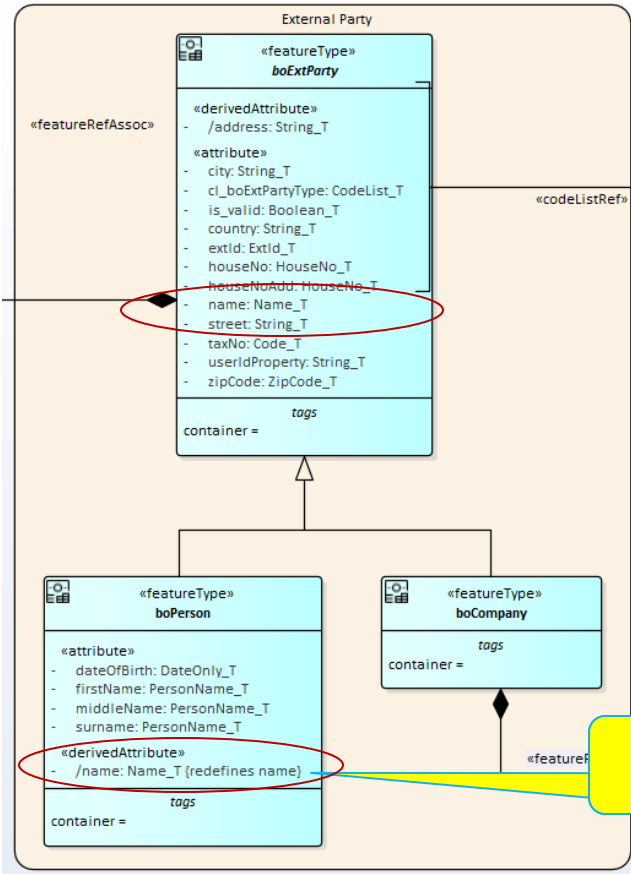 External Party
«featureType»
boExtParty
«featureRefAssoc»
«derivedAttribute»
- /address: String_T
«attribute»
- city: String_T
- cl_boExtPartyType: CodeList_T
- is_valid: Boolean_T
- country: String_T
- extId: ExtId_T
- houseNo: HouseNo_T
- houseNoAdd: HouseNo_T
- name: Name_T
- street: String_T
- taxNo: Code_T
- userIdProperty: String_T
- zipCode: ZipCode_T
tags
container =
«codeListRef»
«featureType»
boPerson
«attribute»
- dateOfBirth: DateOnly_T
- firstName: PersonName_T
- middleName: PersonName_T
- surname: PersonName_T
«derivedAttribute»
- /name: Name_T {redefines name}
tags
container =
«featureType»
boCompany
tags
container =